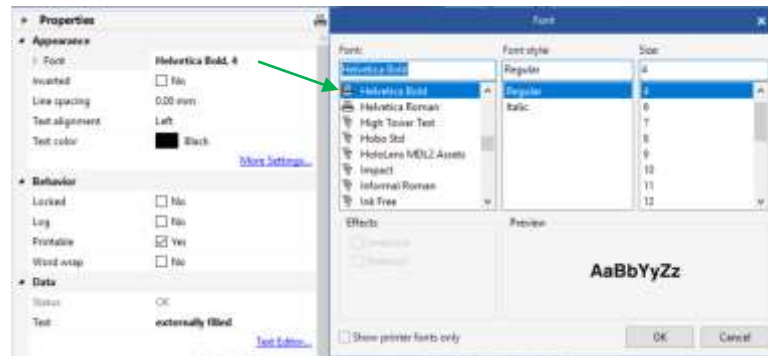 Properties
Appearance
Font Helvetica Bold, 4
Inverted No
Line spacing 0.00 mm
Text alignment Left
Text color Black
More Settings...
Behavior
Locked No
Log No
Printable Yes
Word wrap No
Data
Status OK
Text externally filled
Text Editor...
Font
Font: Font style Size:
Helvetica Bold Regular 4
Helvetica Bold Regular 4
Helvetica Roman Italic 6
High Tower Text 7
Hobo Std 8
HoloLens MDL2 Assets 9
Impact 10
Informal Roman 11
Ink Free 12
Effects Preview
AaBbYyZz
Show printer fonts only OK Cancel